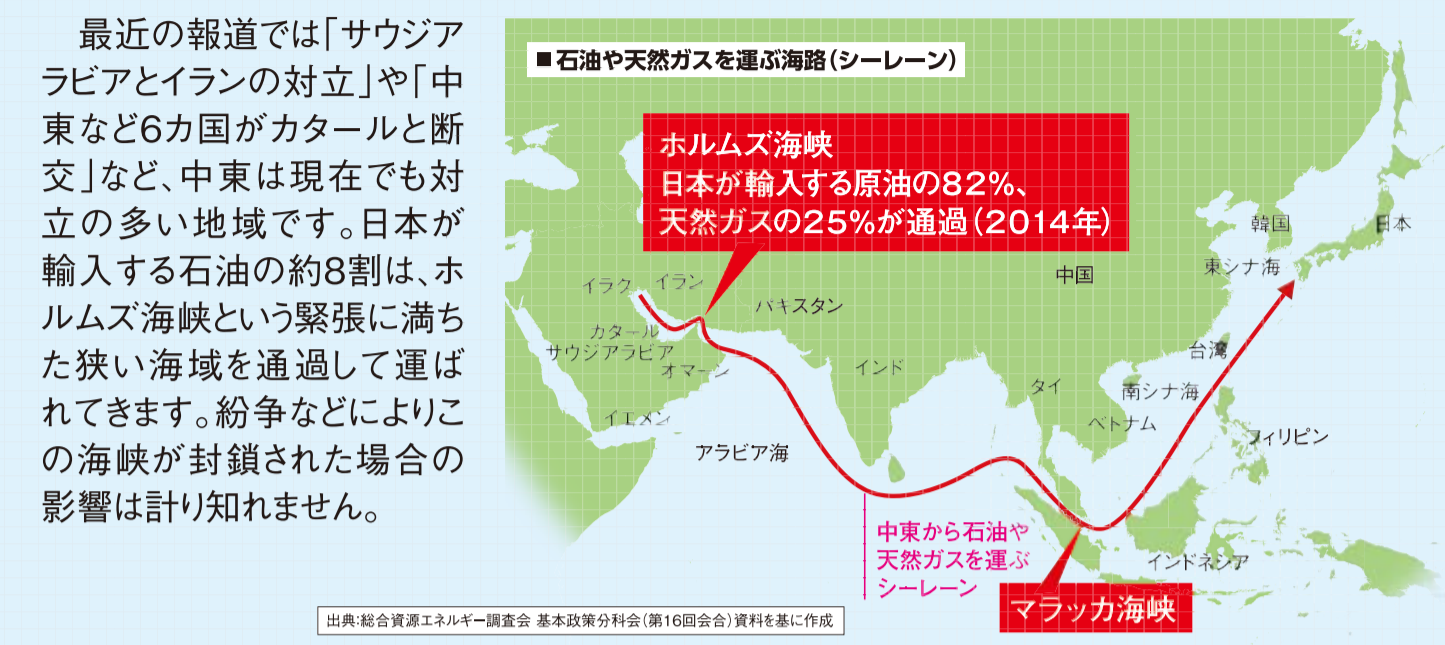 最近の報道では「サウジア
ラビアとイランの対立」や「中
東など6カ国がカタールと断
交」など、中東は現在でも対
立の多い地域です。日本が
輸入する石油の約8割は、ホ
ルムズ海峡という緊張に満ち
た狭い海域を通過して運ば
れてきます。紛争などによりこ
の海峡が封鎖された場合の
影響は計り知れません。
■石油や天然ガスを運ぶ海路(シーレーン)
ホルムズ海峡
日本が輸入する原油の82%、
天然ガスの25%が通過(2014年)
韓国
日本
東シナ海
中国
イラク
イラン
パキスタン
カタール
サウジアラビア
オマーン
インド
台湾
タイ
南シナ海
イエメン
ベトナム
フィリピン
アラビア海
中東から石油や
天然ガスを運ぶ
シーレーン
インドネシア
マラッカ海峡
出典:総合資源エネルギー調査会 基本政策分科会(第16回会合)資料を基に作成